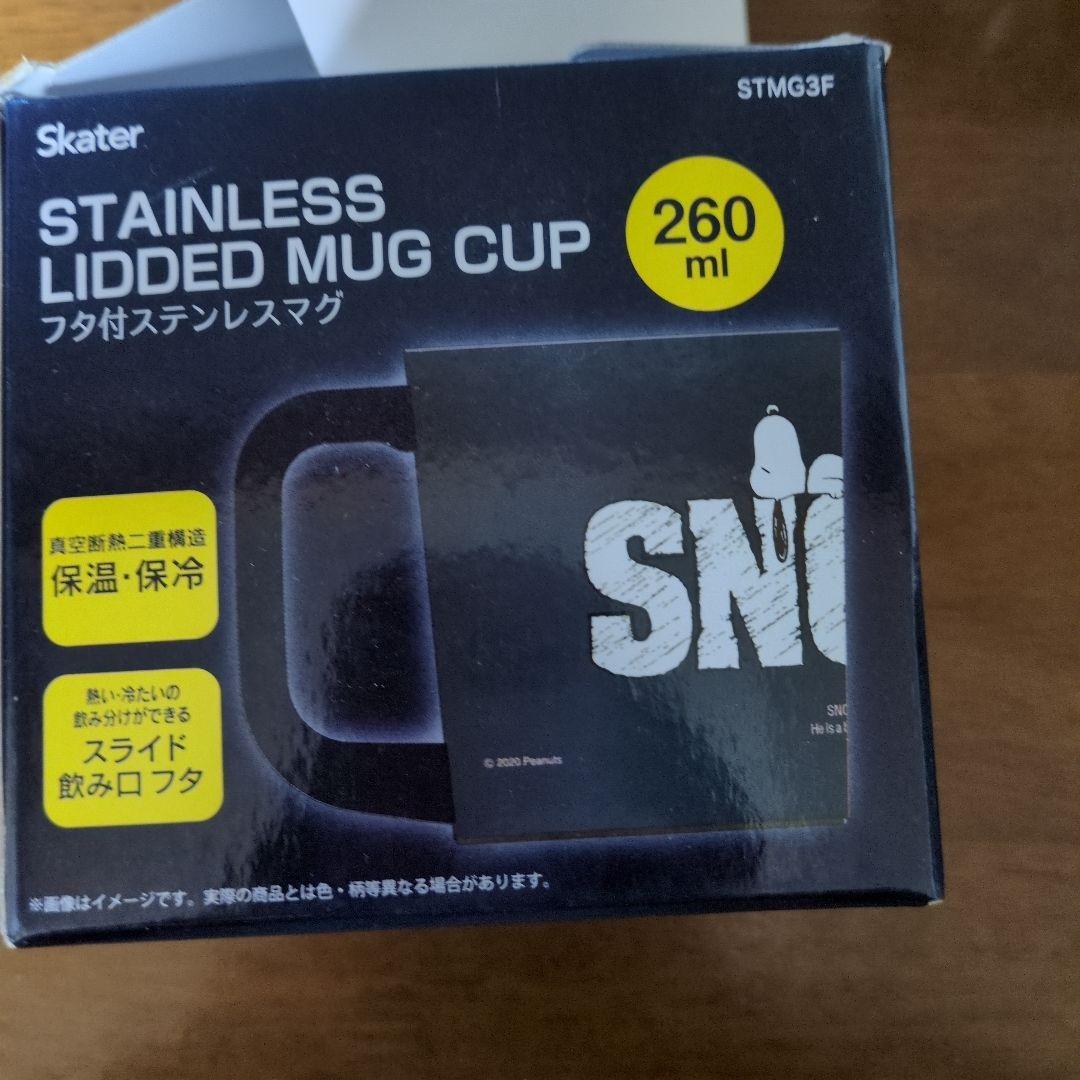 STMG3F
Skater
STAINLESS
LIDDED MUG CUP
フタ付ステンレスマグ
260
ml
真空断熱二重構造
保温・保冷
熱い・冷たいの
飲み分けができる
スライド
飲み口 フタ
SNO
SNO
He is a b
© 2020 Peanuts
※画像はイメージです。実際の商品とは色・柄等異なる場合があります。